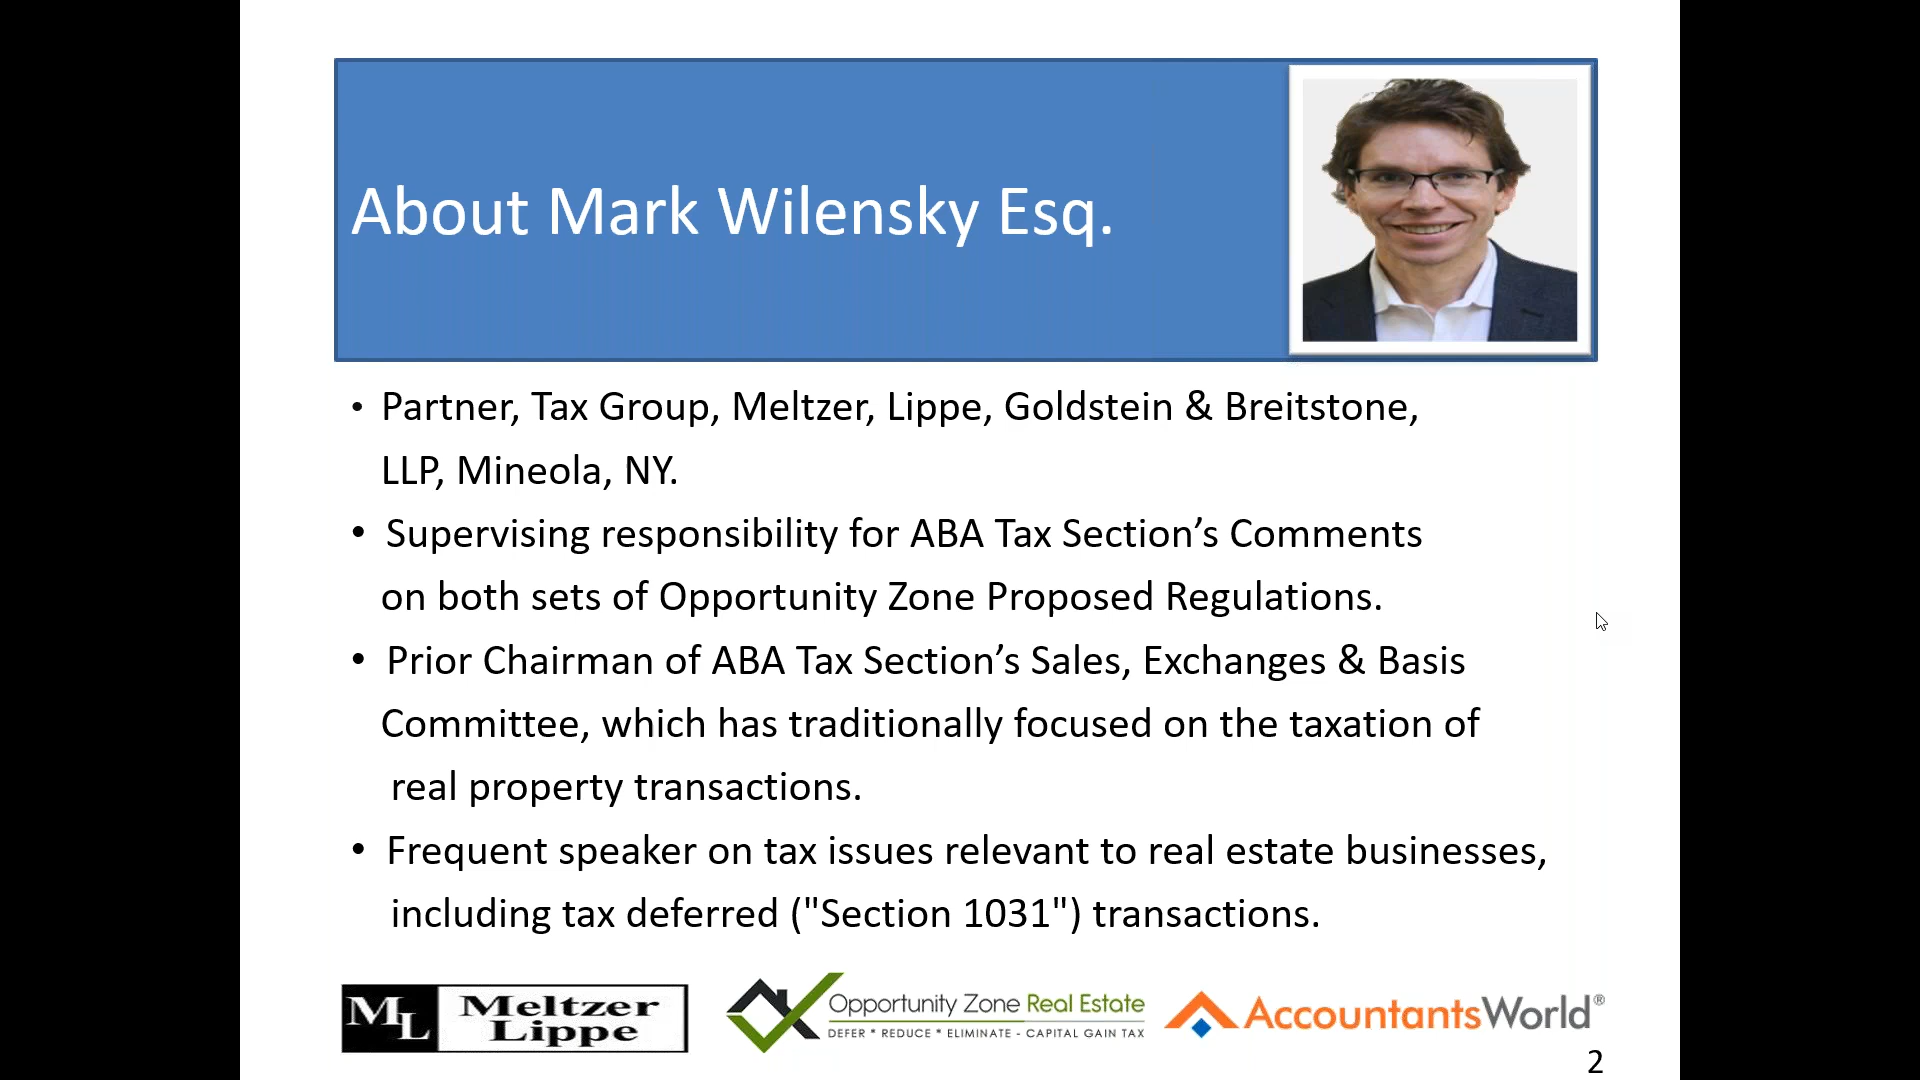 About Mark Wilensky Esq.
• Partner, Tax Group, Meltzer, Lippe, Goldstein & Breitstone,
LLP, Mineola, NY.
• Supervising responsibility for ABA Tax Section’s Comments
on both sets of Opportunity Zone Proposed Regulations.
• Prior Chairman of ABA Tax Section’s Sales, Exchanges & Basis
Committee, which has traditionally focused on the taxation of
real property transactions.
• Frequent speaker on tax issues relevant to real estate businesses,
including tax deferred ("Section 1031") transactions.
ML Meltzer
Lippe
Opportunity Zone Real Estate
DEFER * REDUCE * ELIMINATE - CAPITAL GAIN TAX
AccountantsWorld®
2